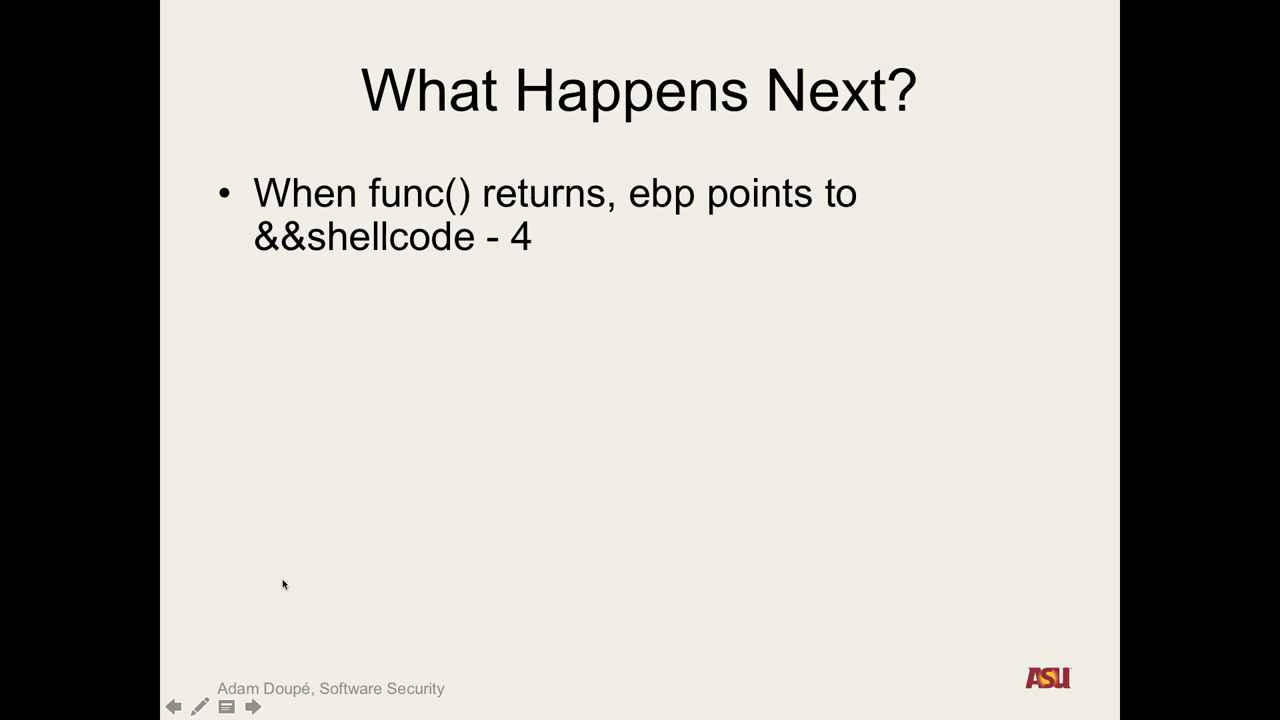 What Happens Next?
• When func() returns, ebp points to
&&shellcode - 4
Adam Doupé, Software Security
ASU